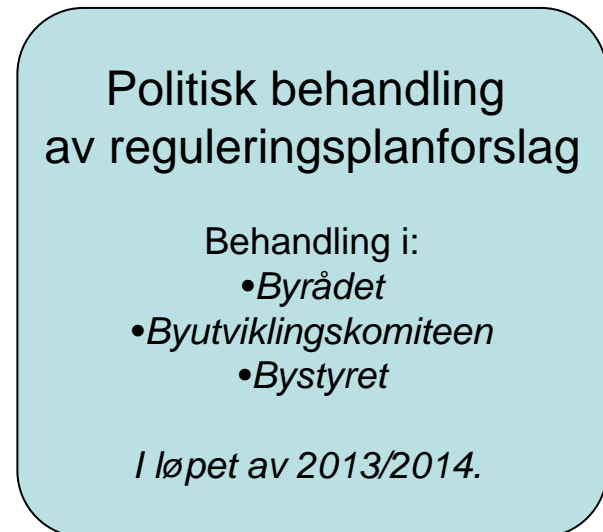 Politisk behandling
av reguleringsplanforslag
Behandling i:
•Byrådet
•Byutviklingskomiteen
•Bystyret
I løpet av 2013/2014.